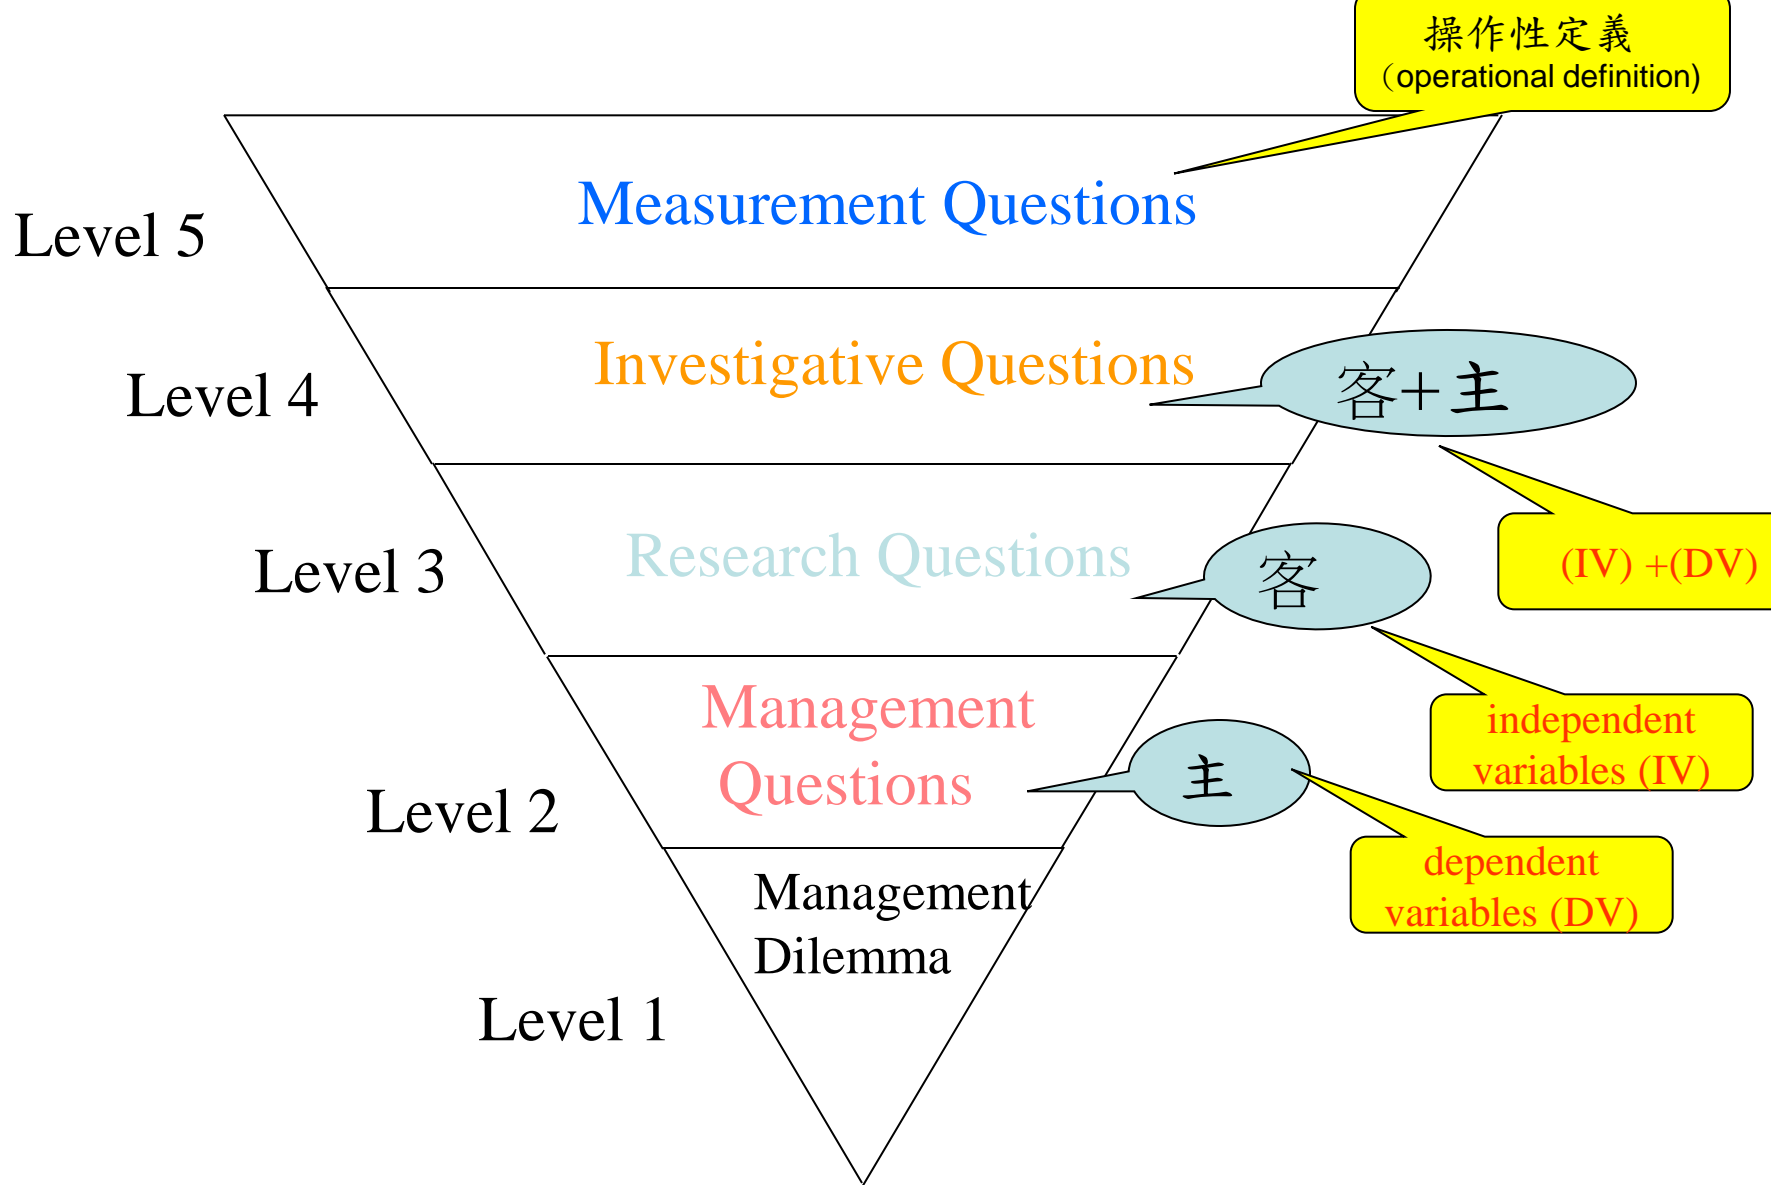 操作性定義
（operational definition)
Measurement Questions
Level 5
Investigative Questions
Level 4
客+主
(IV) +(DV)
Research Questions
Level 3
客
independent
variables (IV)
Management
Questions
Level 2
主
dependent
variables (DV)
Management
Dilemma
Level 1